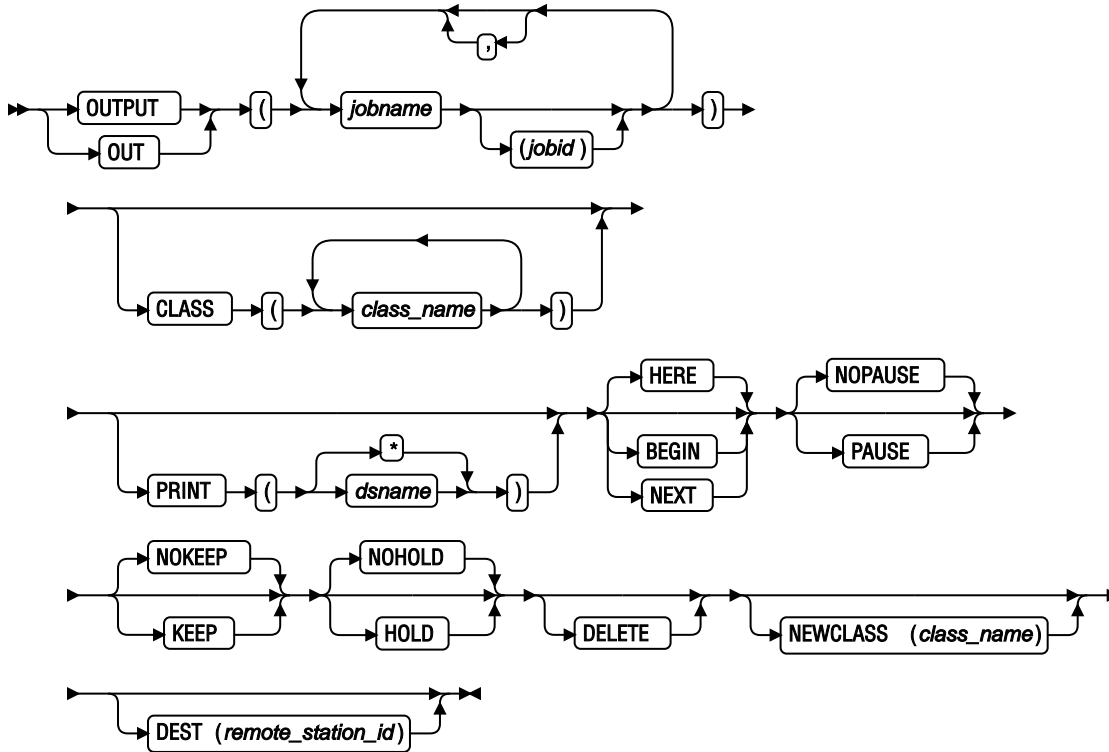 ,
OUTPUT ( jobname )
OUT (jobid )
CLASS ( class_name )
HERE NOPAUSE
*
PRINT ( dsname ) BEGIN PAUSE
NEXT
NOKEEP NOHOLD
KEEP HOLD DELETE NEWCLASS (class_name)
DEST (remote_station_id)